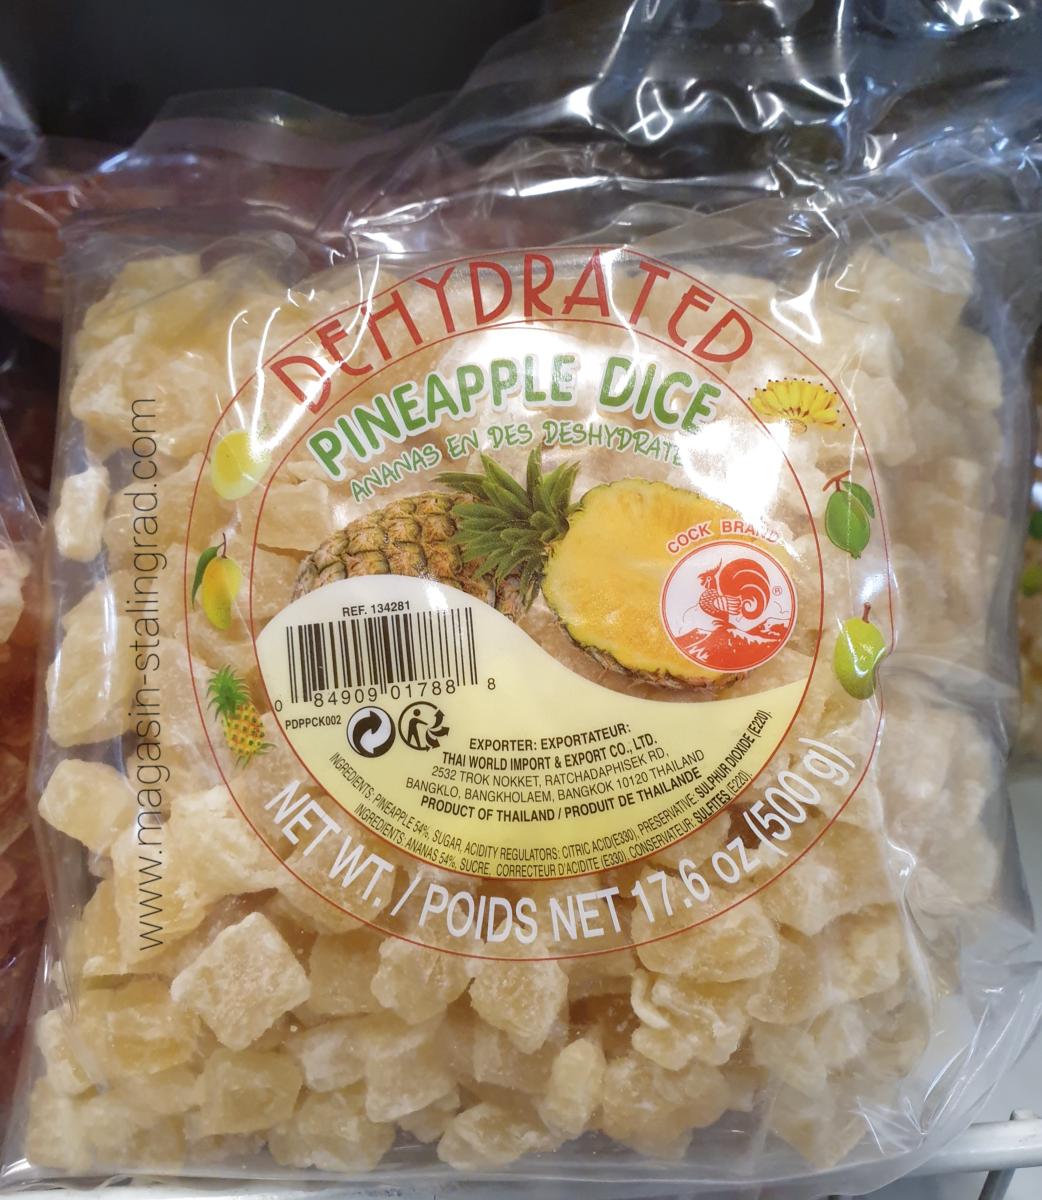 DEHYDRATED
PINEAPPLE DICE
ANANAS EN DES DESHYDRATE
COCK BRAND
®
REF. 134281
0 84909 01788 8
PDPPCK002
EXPORTER: EXPORTATEUR:
THAI WORLD IMPORT & EXPORT CO., LTD.
2532 TROK NOKKET, RATCHADAPHISEK RD,
BANGKLO, BANGKHOLAEM, BANGKOK 10120 THAILAND
PRODUCT OF THAILAND / PRODUIT DE THAILANDE
INGREDIENTS: PINEAPPLE 54%, SUGAR, ACIDITY REGULATORS: CITRIC ACID(E330), PRESERVATIVE: SULPHUR DIOXIDE (E220).
INGREDIENTS: ANANAS 54%, SUCRE, CORRECTEUR D'ACIDITE (E330), CONSERVATEUR: SULFITES (E220).
NET WT. / POIDS NET 17.6 oz (500 g)
www.magasin-stalingrad.com